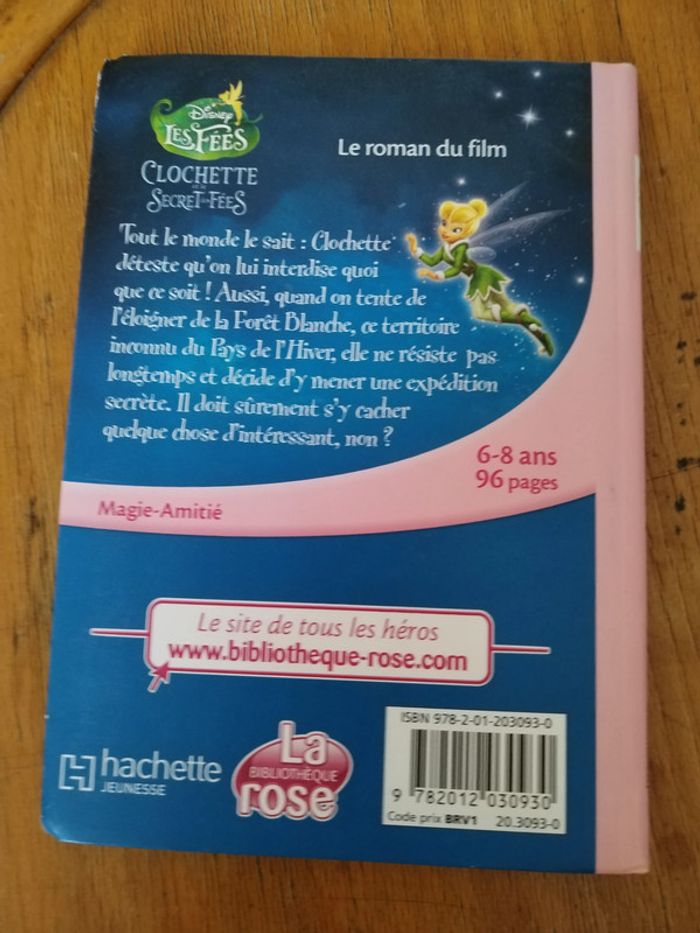 Disney
LES FÉES
CLOCHETTE
et le
SECRET des FÉES
Le roman du film
Tout le monde le sait : Clochette
déteste qu'on lui interdise quoi
que ce soit ! Aussi, quand on tente de
l'éloigner de la Forêt Blanche, ce territoire
inconnu du Pays de l'Hiver, elle ne résiste pas
longtemps et décide d'y mener une expédition
secrète. Il doit sûrement s'y cacher
quelque chose d'intéressant, non ?
6-8 ans
96 pages
Magie-Amitié
Le site de tous les héros
www.bibliotheque-rose.com
hachette
JEUNESSE
La
BIBLIOTHÈQUE
rose
ISBN 978-2-01-203093-0
9 782012 030930
Code prix BRV1 20.3093-0